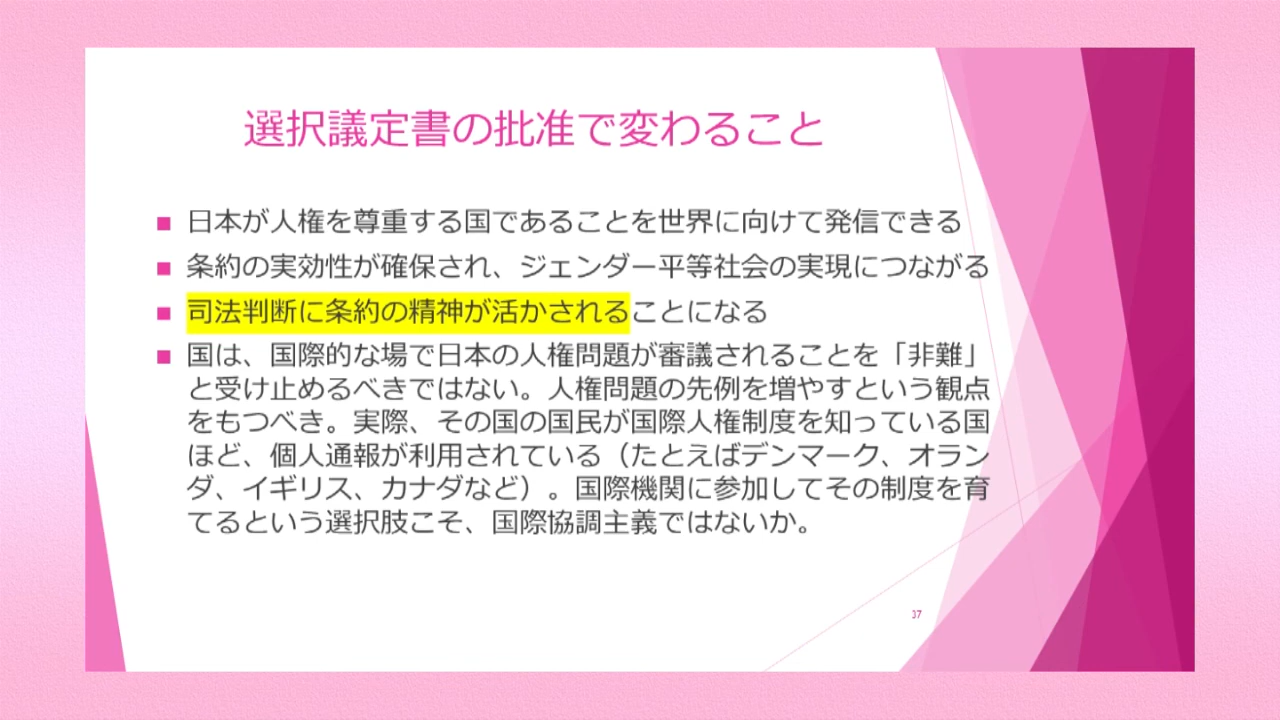 選択議定書の批准で変わること
日本が人権を尊重する国であることを世界に向けて発信できる
条約の実効性が確保され、ジェンダー平等社会の実現につながる
司法判断に条約の精神が活かされることになる
国は、国際的な場で日本の人権問題が審議されることを「非難」
と受け止めるべきではない。人権問題の先例を増やすという観点
をもつべき。実際、その国の国民が国際人権制度を知っている国
ほど、個人通報が利用されている（たとえばデンマーク、オラン
ダ、イギリス、カナダなど）。国際機関に参加してその制度を育
てるという選択肢こそ、国際協調主義ではないか。